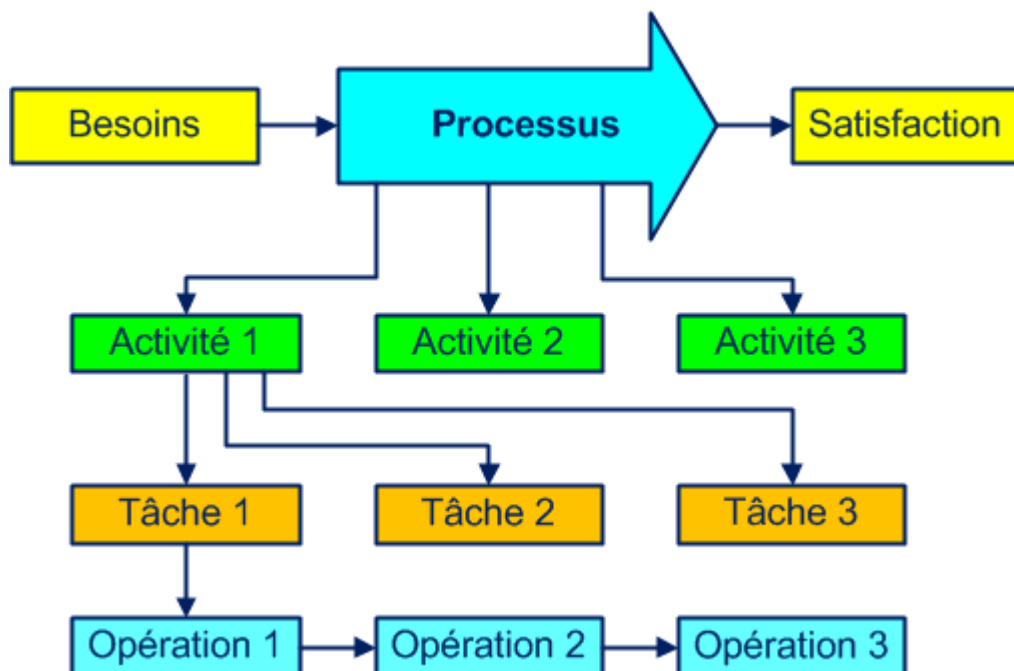 Besoins
Processus
Satisfaction
Activité 1
Activité 2
Activité 3
Tâche 1
Tâche 2
Tâche 3
Opération 1
Opération 2
Opération 3